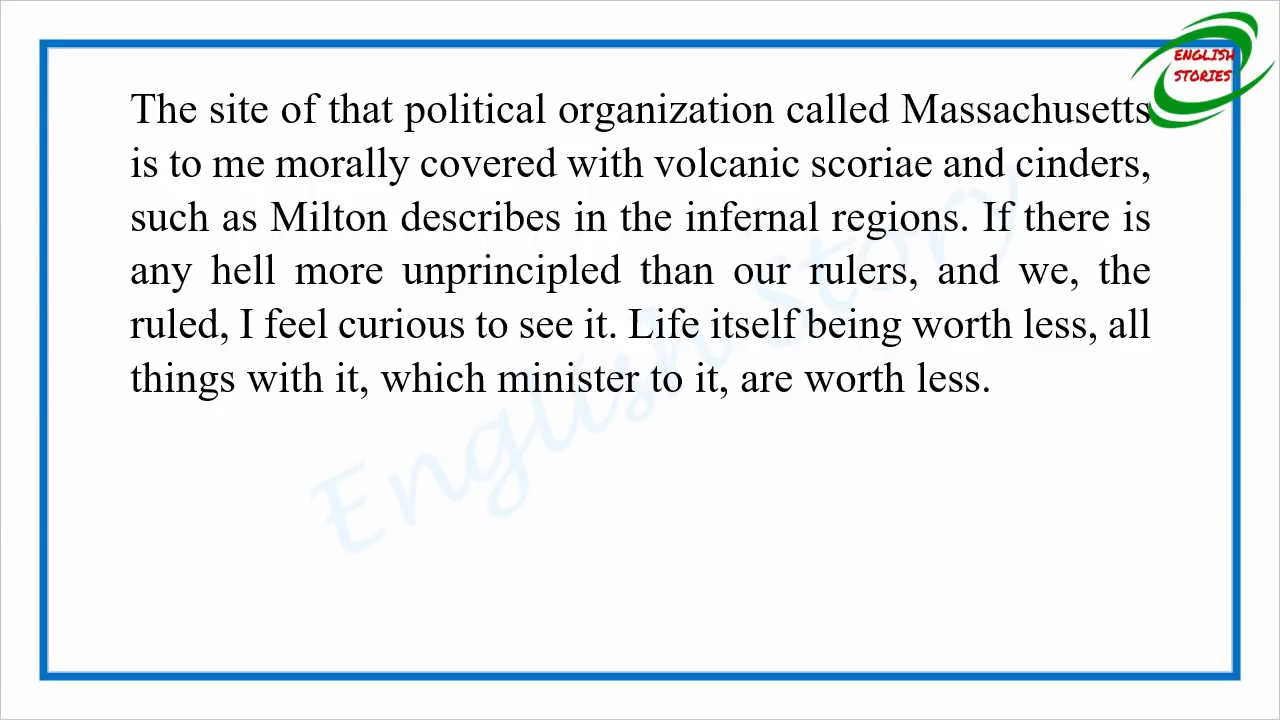 ENGLISH
STORIES
The site of that political organization called Massachusetts
is to me morally covered with volcanic scoriae and cinders,
such as Milton describes in the infernal regions. If there is
any hell more unprincipled than our rulers, and we, the
ruled, I feel curious to see it. Life itself being worth less, all
things with it, which minister to it, are worth less.
English Story